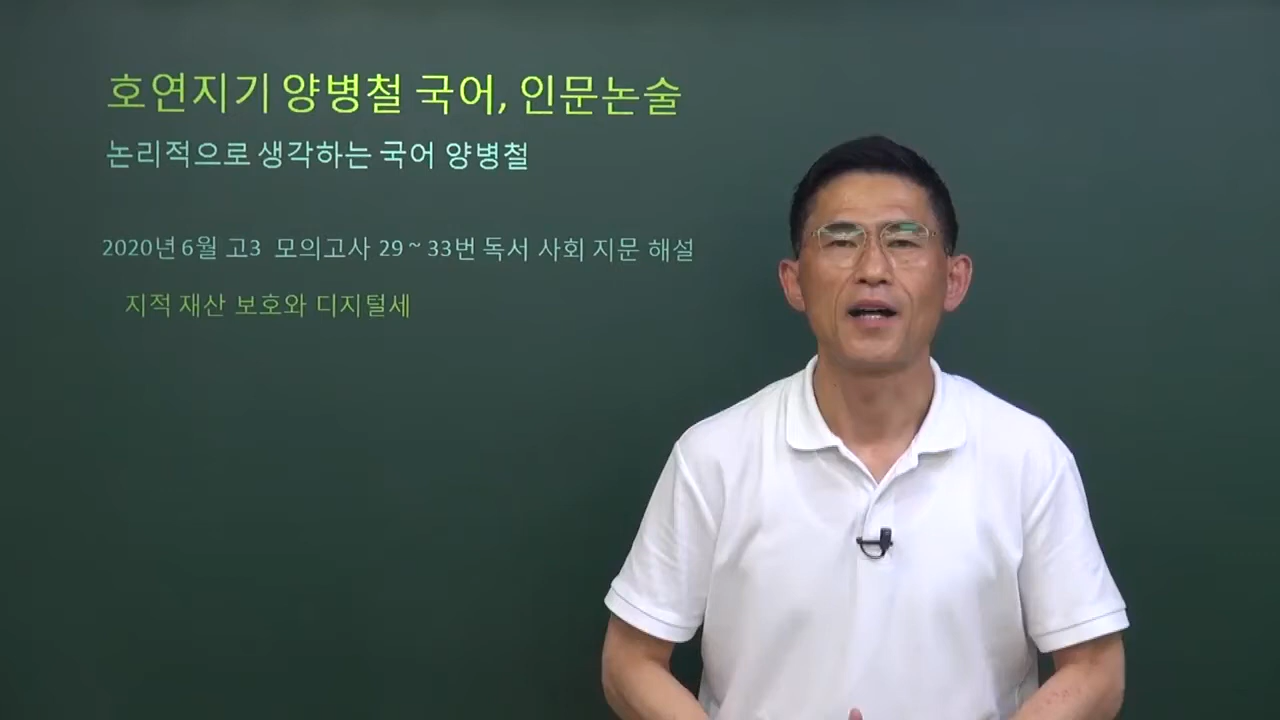 호연지기 양병철 국어, 인문논술
논리적으로 생각하는 국어 양병철
2020년 6월 고3 모의고사 29 ~ 33번 독서 사회 지문 해설
지적 재산 보호와 디지털세